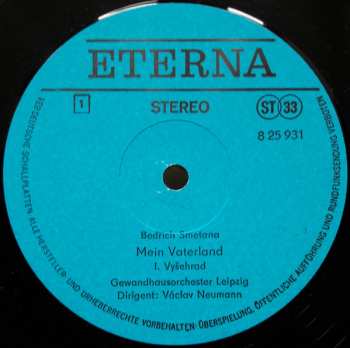 ETERNA
1
STEREO
ST 33
8 25 931
Bedrich Smetana
Mein Vaterland
I. Vyšehrad
Gewandhausorchester Leipzig
Dirigent: Václav Neumann
VEB DEUTSCHE SCHALLPLATTEN. ALLE HERSTELLER- UND URHEBERRECHTE VORBEHALTEN. ÜBERSPIELUNG, ÖFFENTLICHE AUFFÜHRUNG UND RUNDFUNKSENDUNG VERBOTEN